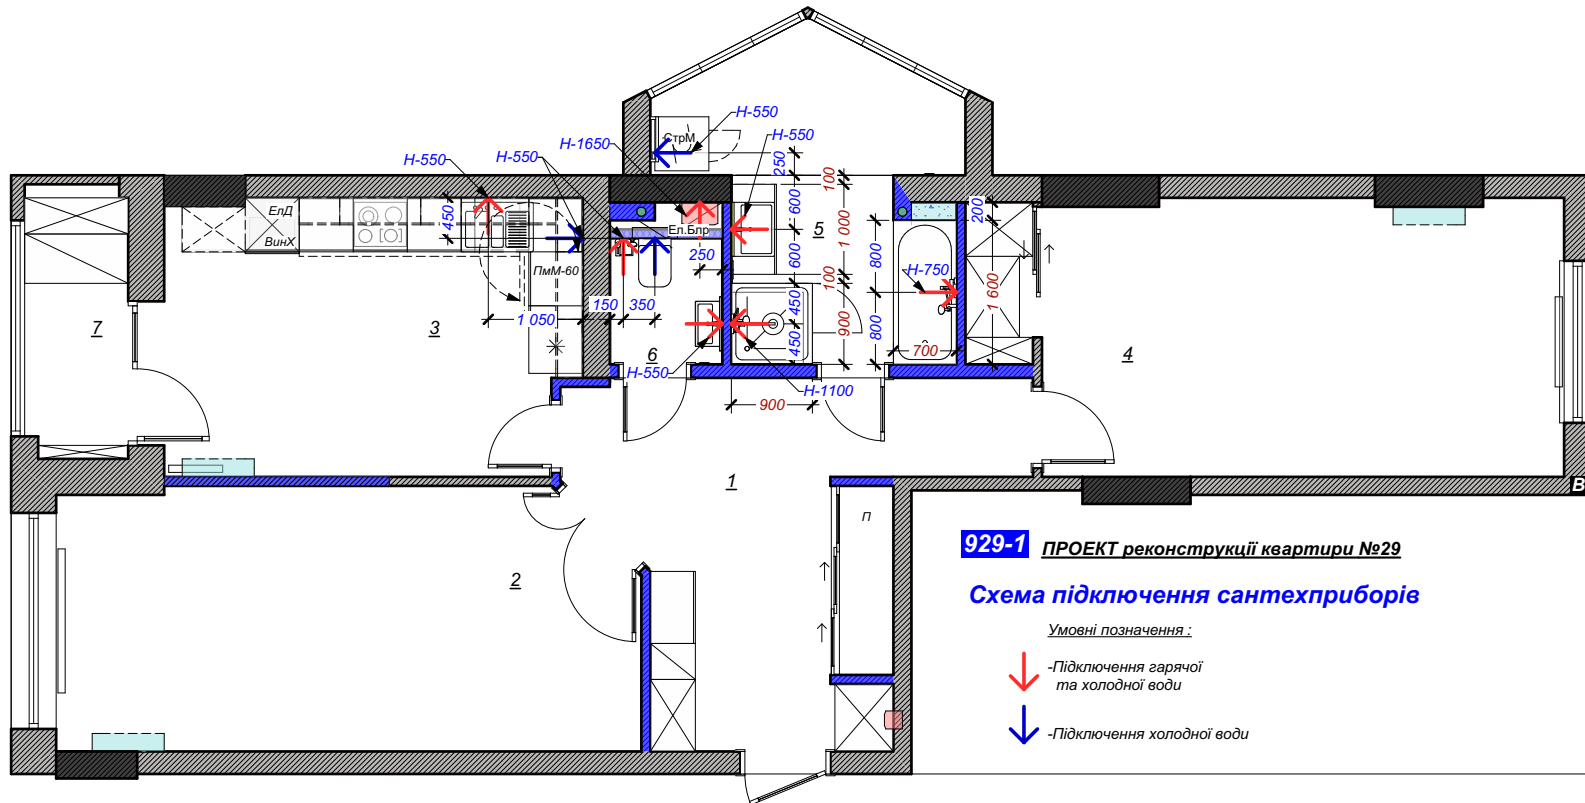 H-550
СтрМ
H-1650
H-550
H-550
H-550
250
100
600
5
1 000
600
100
200
450
ЕлД
ВинХ
Ел.Блр
250
ПмМ-60
800
H-750
1 600
150
350
1 050
450
900
450
800
700
7
3
6
4
H-550
H-1100
900
1
П
2
В
929-1 ПРОЕКТ реконструкції квартири №29
Схема підключення сантехприборів
Умовні позначення :
-Підключення гарячої
та холодної води
-Підключення холодної води